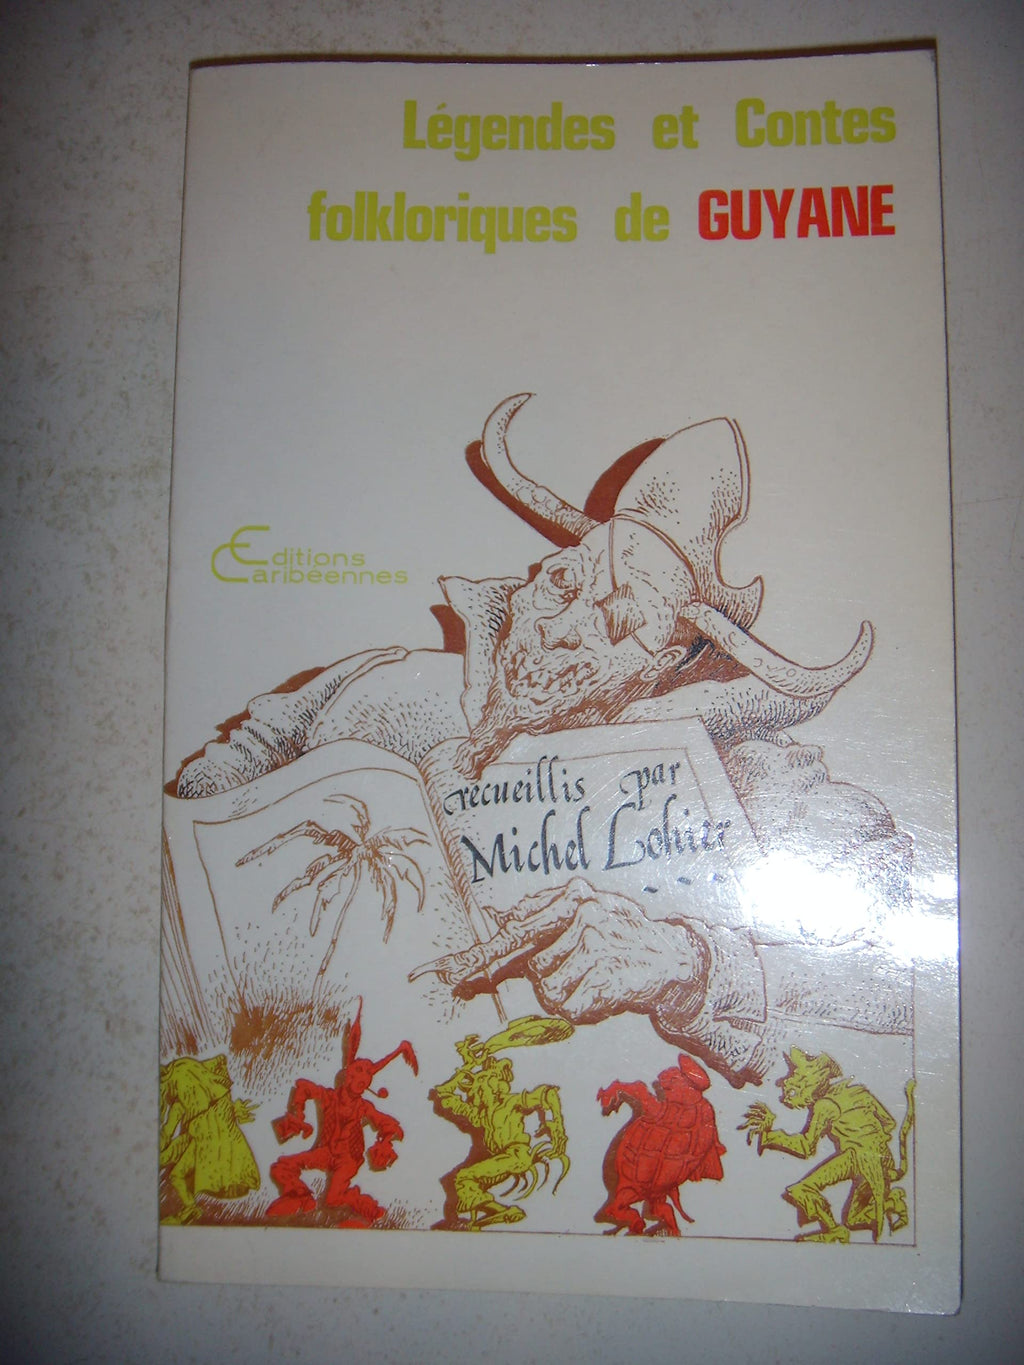 Légendes et Contes
folkloriques de GUYANE
Editions
Caribéennes
recueillis par
Michel Lohier